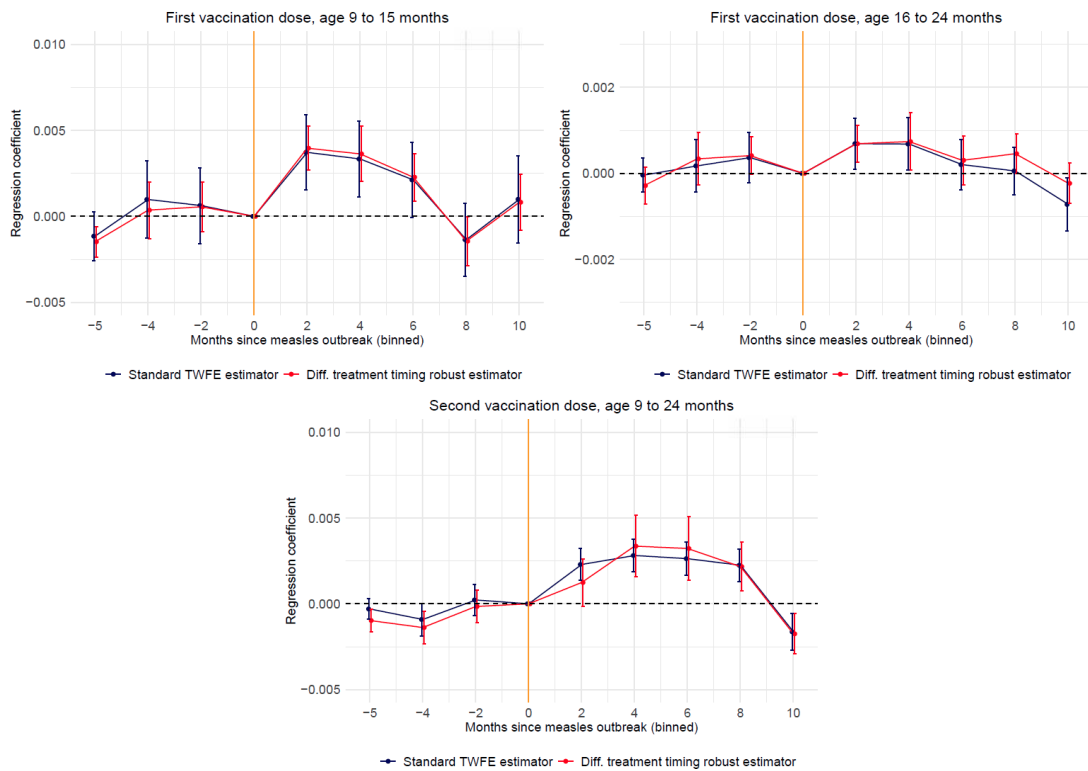 First vaccination dose, age 9 to 15 months
0.010
0.005
0.000
−0.005
Regression coefficient
−5 −4 −2 0 2 4 6 8 10
Months since measles outbreak (binned)
Standard TWFE estimator Diff. treatment timing robust estimator
First vaccination dose, age 16 to 24 months
0.002
0.000
−0.002
Regression coefficient
−5 −4 −2 0 2 4 6 8 10
Months since measles outbreak (binned)
Standard TWFE estimator Diff. treatment timing robust estimator
Second vaccination dose, age 9 to 24 months
0.010
0.005
0.000
−0.005
Regression coefficient
−5 −4 −2 0 2 4 6 8 10
Months since measles outbreak (binned)
Standard TWFE estimator Diff. treatment timing robust estimator